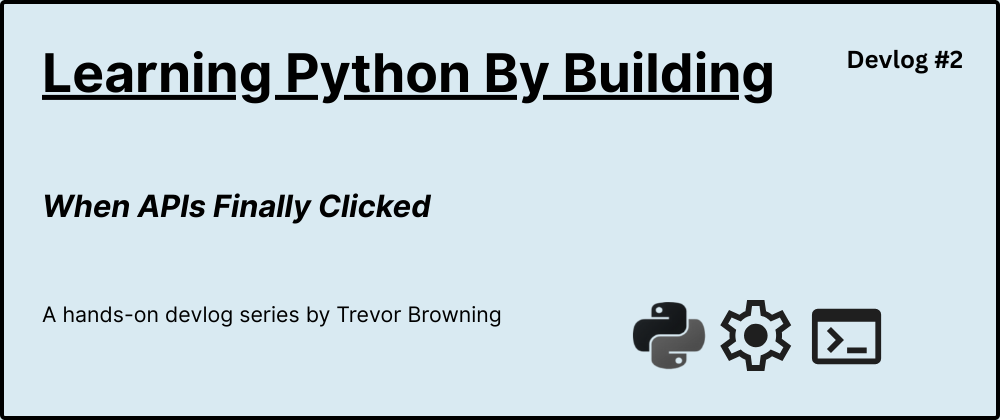 Learning Python By Building
Devlog #2
When APIs Finally Clicked
A hands-on devlog series by Trevor Browning